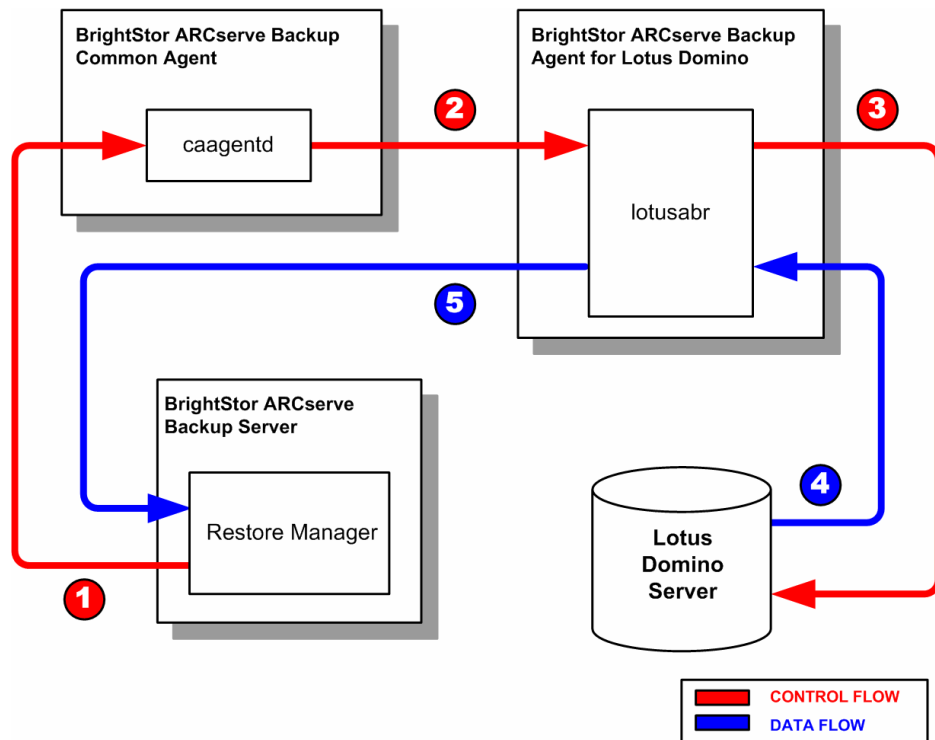 BrightStor ARCserve Backup
Common Agent
caagentd
2
BrightStor ARCserve Backup
Agent for Lotus Domino
lotusabr
3
5
BrightStor ARCserve
Backup Server
Restore Manager
1
4
Lotus
Domino
Server
CONTROL FLOW
DATA FLOW